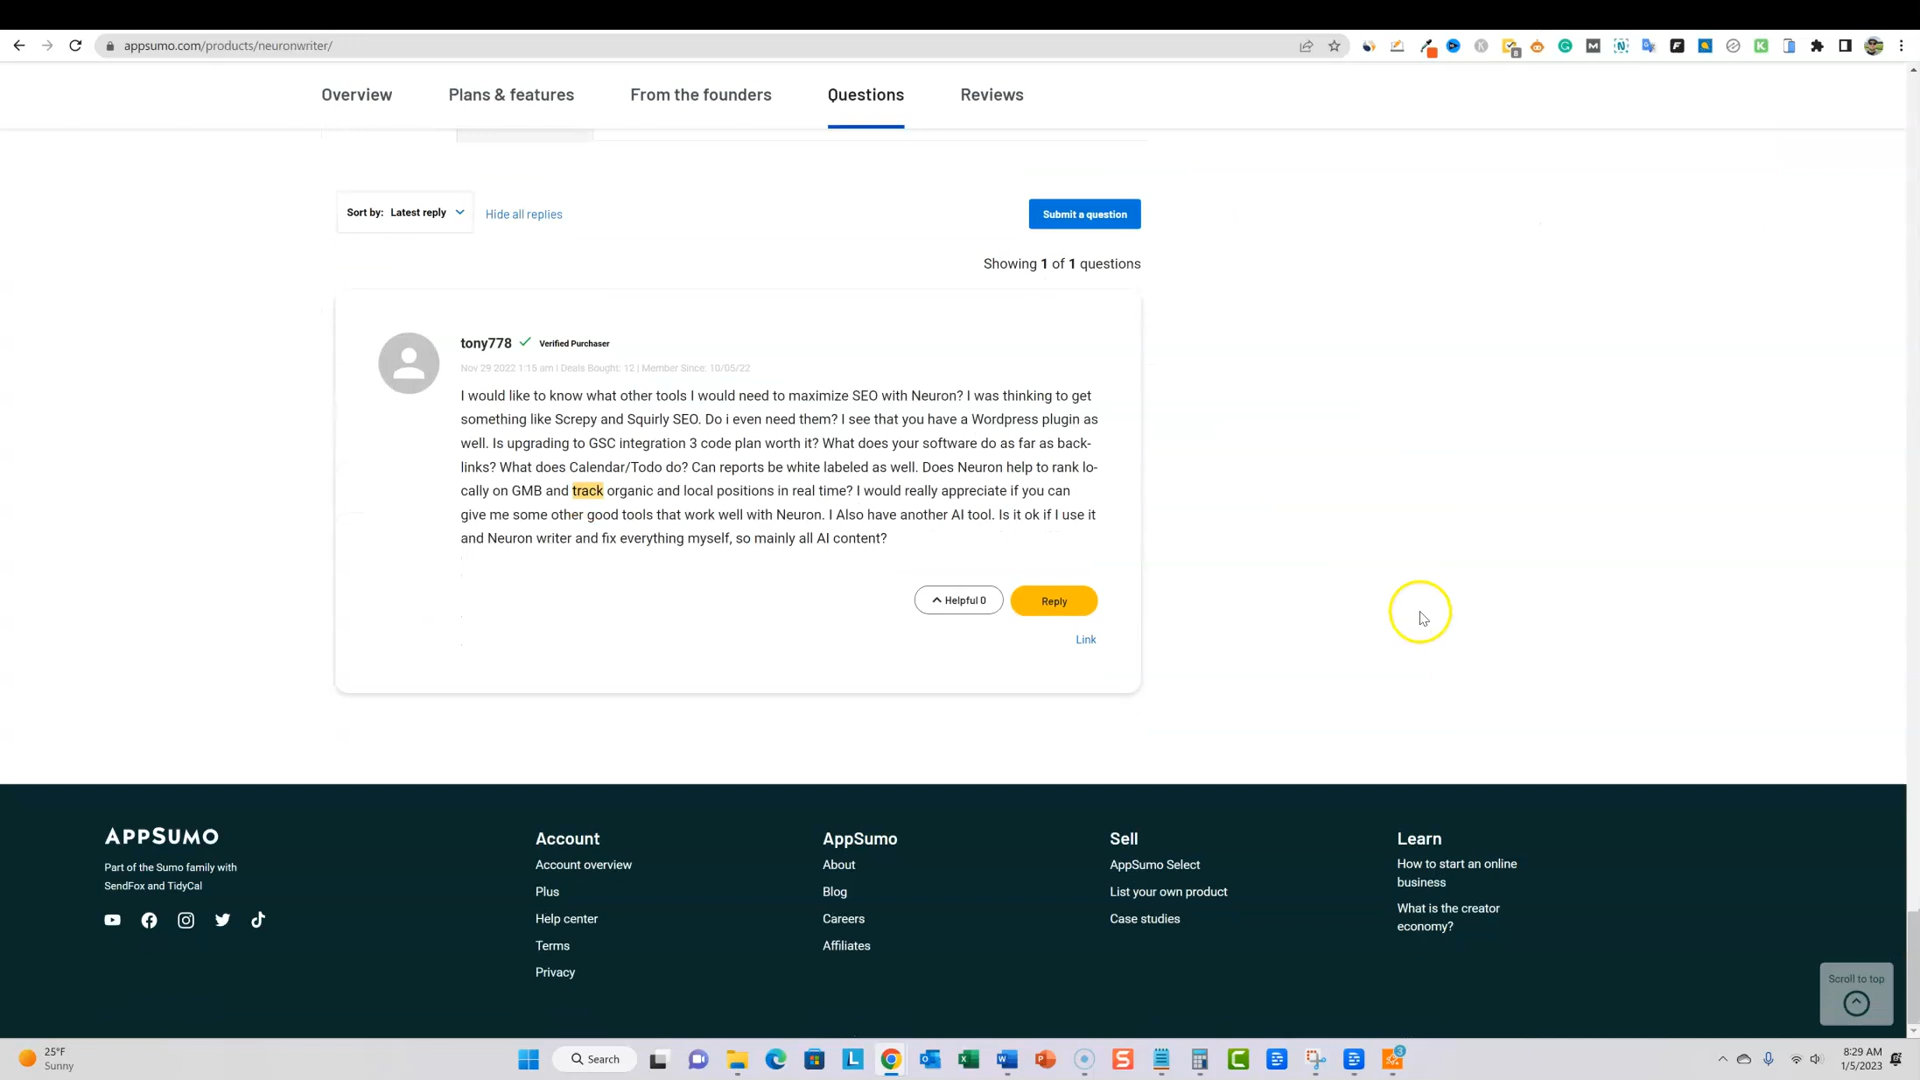 appsumo.com/products/neuronwriter/
Overview
Plans & features
From the founders
Questions
Reviews
Sort by: Latest reply
Hide all replies
Submit a question
Showing 1 of 1 questions
tony778
Verified Purchaser
Nov 29 2022 1:15 am | Deals Bought: 12 | Member Since: 10/05/22
I would like to know what other tools I would need to maximize SEO with Neuron? I was thinking to get
something like Screpy and Squirly SEO. Do i even need them? I see that you have a Wordpress plugin as
well. Is upgrading to GSC integration 3 code plan worth it? What does your software do as far as back-
links? What does Calendar/Todo do? Can reports be white labeled as well. Does Neuron help to rank lo-
cally on GMB and track organic and local positions in real time? I would really appreciate if you can
give me some other good tools that work well with Neuron. I Also have another AI tool. Is it ok if I use it
and Neuron writer and fix everything myself, so mainly all AI content?
Helpful 0
Reply
Link
APPSUMO
Part of the Sumo family with
SendFox and TidyCal
Account
Account overview
Plus
Help center
Terms
Privacy
AppSumo
About
Blog
Careers
Affiliates
Sell
AppSumo Select
List your own product
Case studies
Learn
How to start an online
business
What is the creator
economy?
Scroll to top
25°F
Sunny
Search
8:29 AM
1/5/2023